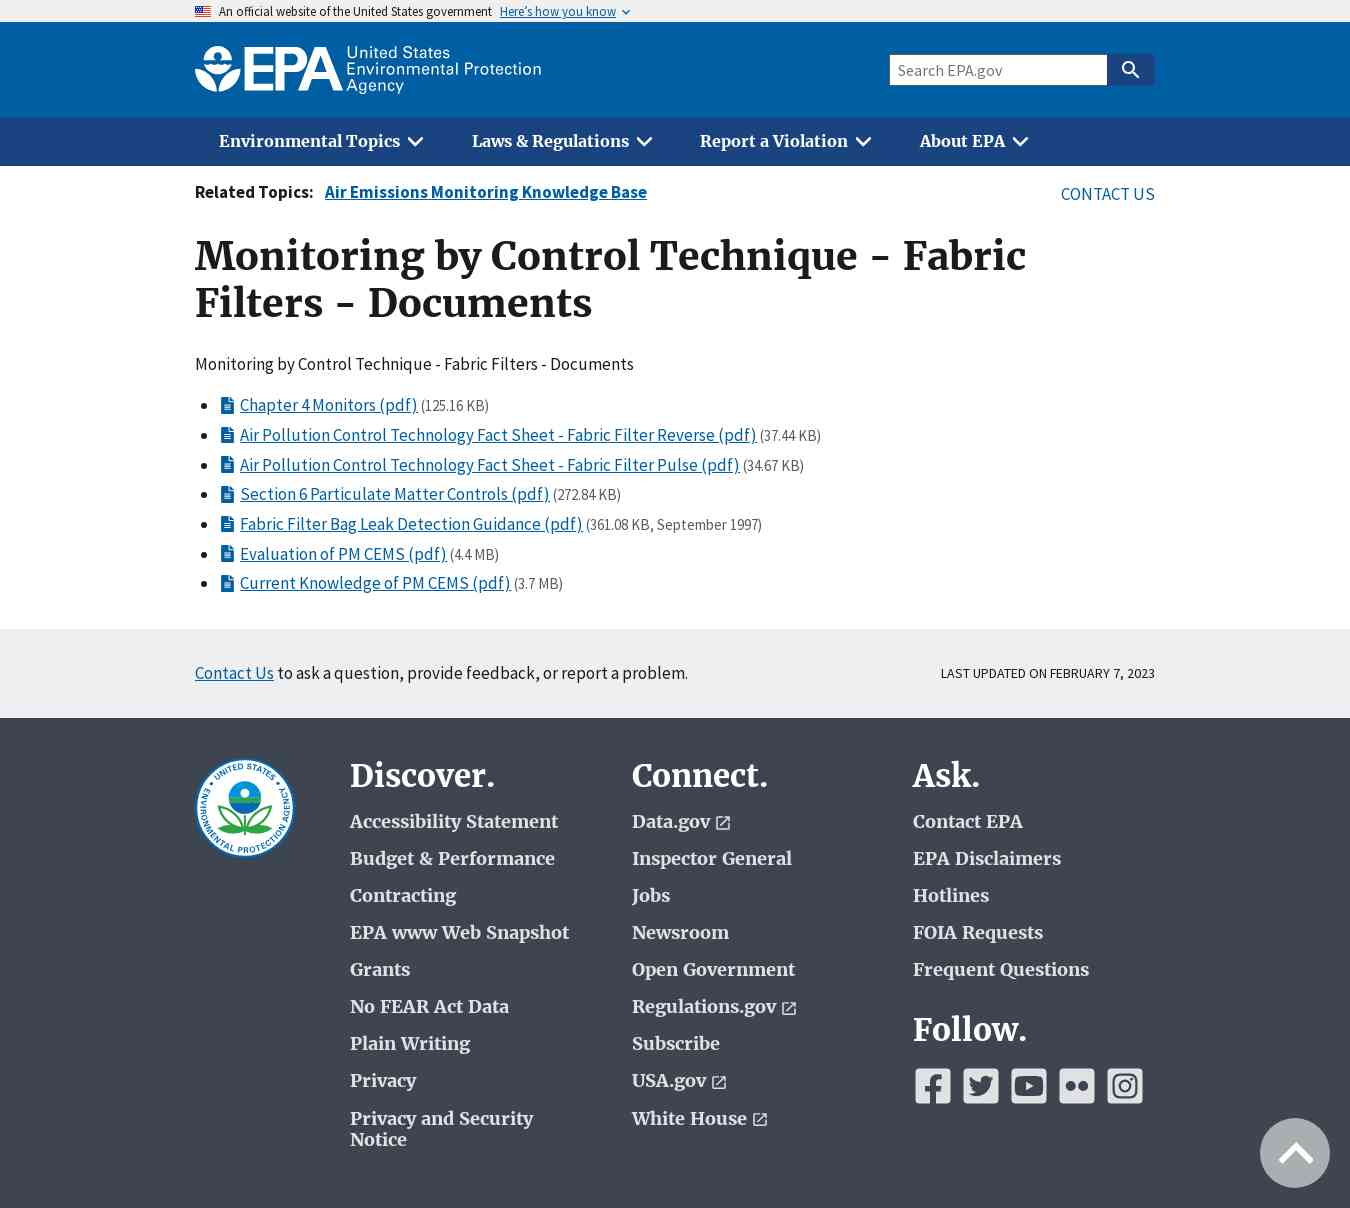 An official website of the United States government Here's how you know
EPA United States
Environmental Protection
Agency
Search EPA.gov
Environmental Topics Laws & Regulations Report a Violation About EPA
Related Topics: Air Emissions Monitoring Knowledge Base
CONTACT US
Monitoring by Control Technique - Fabric
Filters - Documents
Monitoring by Control Technique - Fabric Filters - Documents
Chapter 4 Monitors (pdf) (125.16 KB)
Air Pollution Control Technology Fact Sheet - Fabric Filter Reverse (pdf) (37.44 KB)
Air Pollution Control Technology Fact Sheet - Fabric Filter Pulse (pdf) (34.67 KB)
Section 6 Particulate Matter Controls (pdf) (272.84 KB)
Fabric Filter Bag Leak Detection Guidance (pdf) (361.08 KB, September 1997)
Evaluation of PM CEMS (pdf) (4.4 MB)
Current Knowledge of PM CEMS (pdf) (3.7 MB)
Contact Us to ask a question, provide feedback, or report a problem.
LAST UPDATED ON FEBRUARY 7, 2023
UNITED STATES
ENVIRONMENTAL PROTECTION AGENCY
Discover.
Accessibility Statement
Budget & Performance
Contracting
EPA www Web Snapshot
Grants
No FEAR Act Data
Plain Writing
Privacy
Privacy and Security
Notice
Connect.
Data.gov
Inspector General
Jobs
Newsroom
Open Government
Regulations.gov
Subscribe
USA.gov
White House
Ask.
Contact EPA
EPA Disclaimers
Hotlines
FOIA Requests
Frequent Questions
Follow.